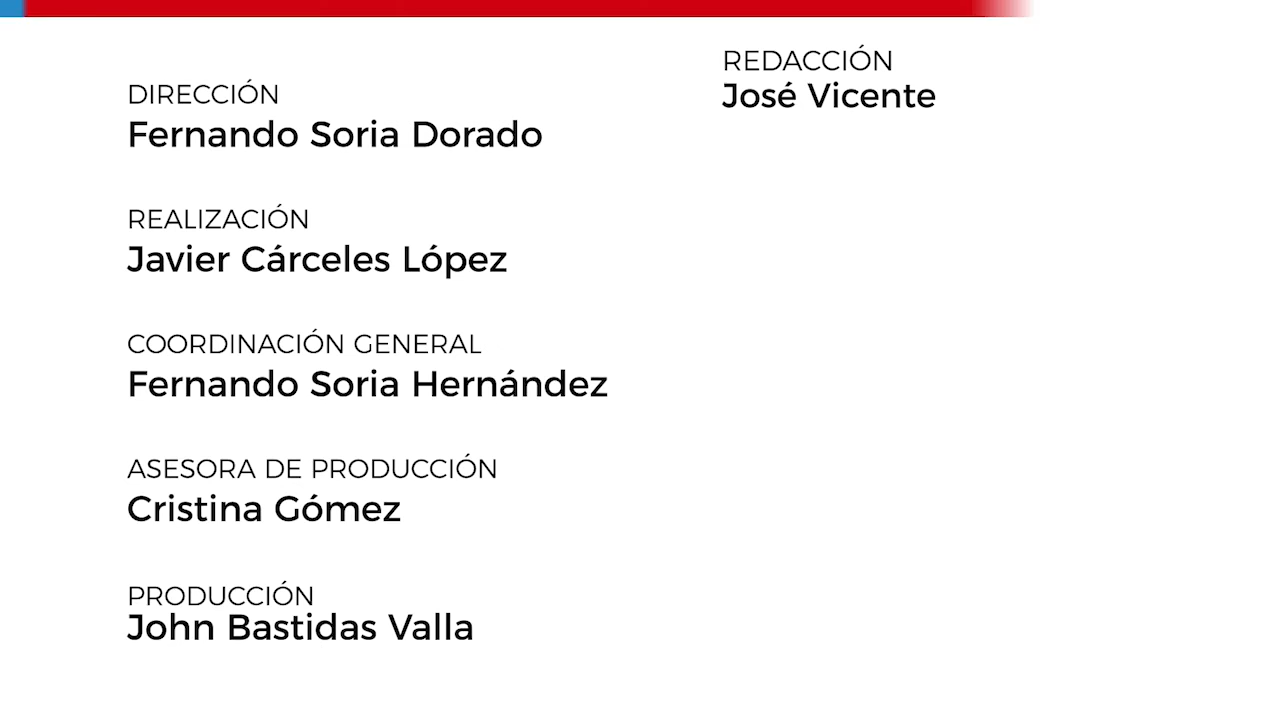 DIRECCIÓN
Fernando Soria Dorado
REALIZACIÓN
Javier Cárceles López
COORDINACIÓN GENERAL
Fernando Soria Hernández
ASESORA DE PRODUCCIÓN
Cristina Gómez
PRODUCCIÓN
John Bastidas Valla
REDACCIÓN
José Vicente